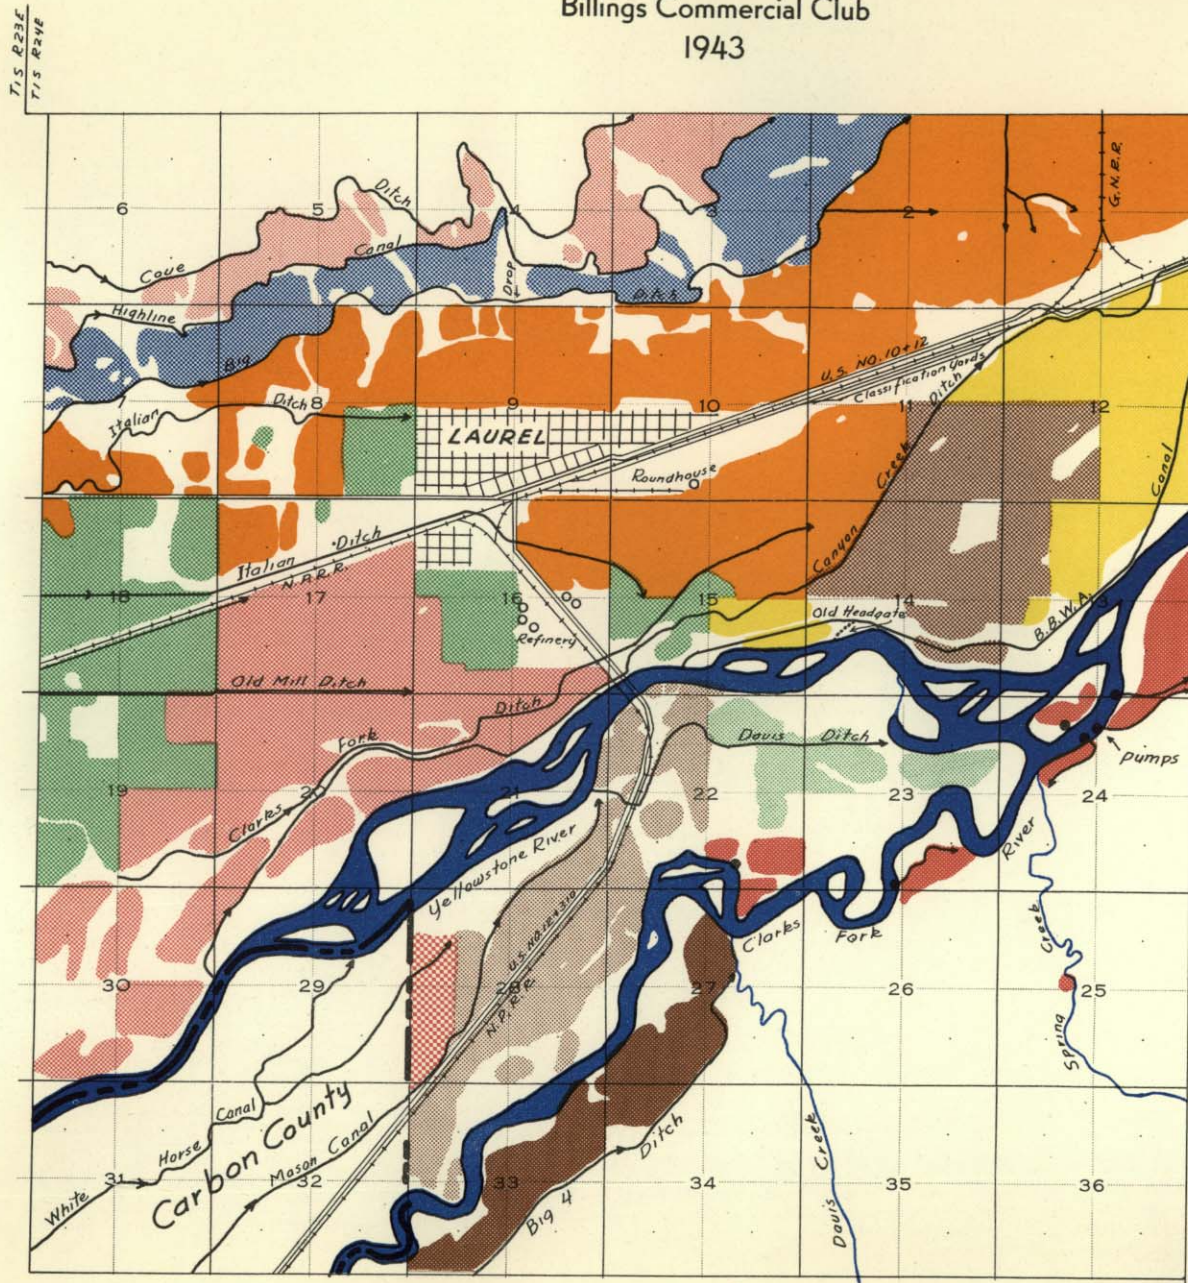 Billings Commercial Club
1943
T1S R23E
T1S R24E
G.N.R.R.
6
5
4
3
2
Ditch
Canal
Cove
Drop
Ditch
Highline
Big
U.S. NO. 10 + 12
Classification Yards
Ditch
7
Italian
Ditch
8
9
10
11
12
LAUREL
Roundhouse
Creek
Canal
Canyon
Italian Ditch
N.P.R.R.
18
17
16
15
14
13
Old Headgate
B.B.W.A.
Refinery
Old Mill Ditch
Ditch
Fork
Davis Ditch
Pumps
19
20
21
22
23
24
Clarks
River
Yellowstone River
U.S. NO. 12 + 310
Clarks Fork
Creek
N.P.R.R.
30
29
28
27
26
25
Spring
Canal
Horse
White
Carbon County
Mason Canal
Ditch
Creek
31
32
33
34
35
36
Big 4
Davis